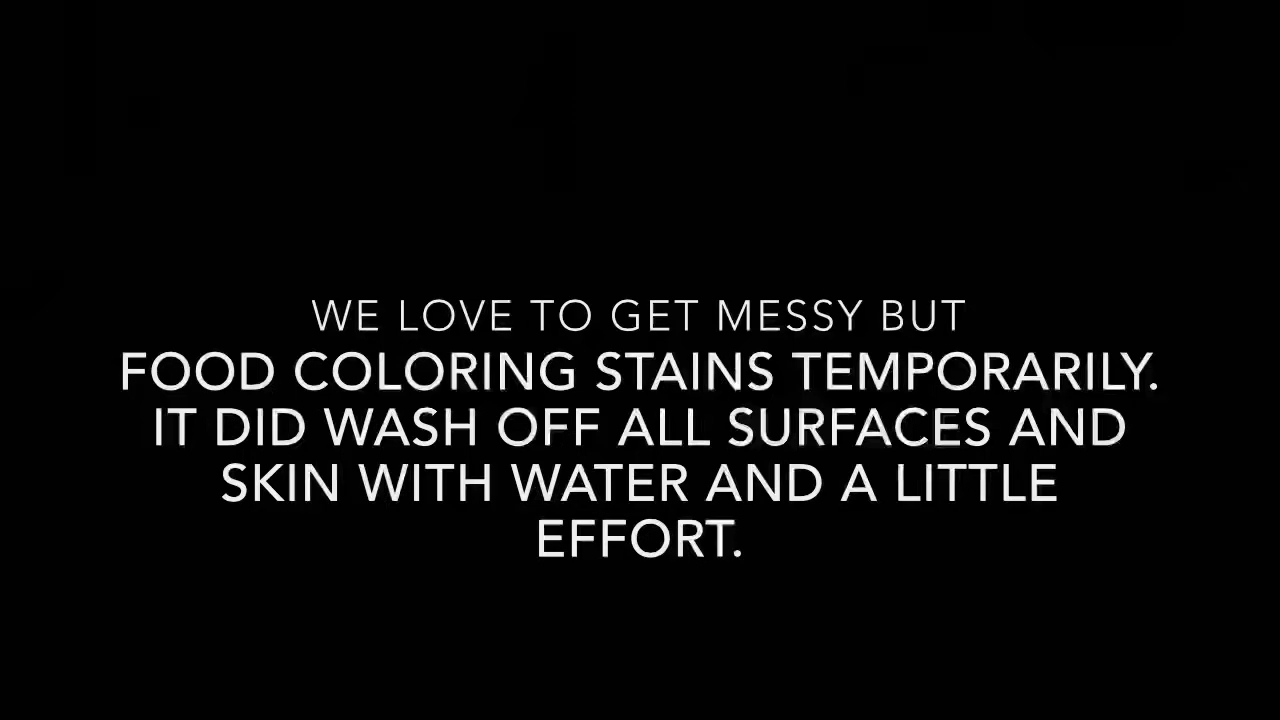 WE LOVE TO GET MESSY BUT
FOOD COLORING STAINS TEMPORARILY.
IT DID WASH OFF ALL SURFACES AND
SKIN WITH WATER AND A LITTLE
EFFORT.